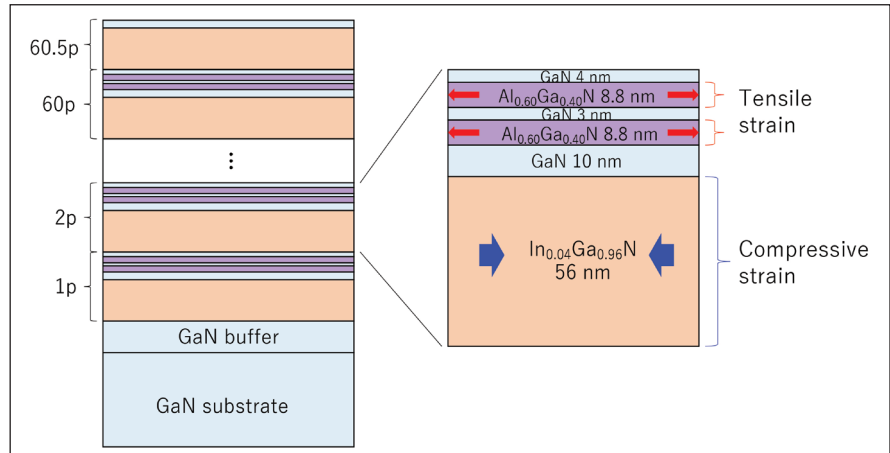 60.5p
60p
⋮
2p
1p
GaN buffer
GaN substrate
GaN 4 nm
Al₀.₆₀Ga₀.₄₀N 8.8 nm
GaN 3 nm
Al₀.₆₀Ga₀.₄₀N 8.8 nm
GaN 10 nm
In₀.₀₄Ga₀.₉₆N
56 nm
Tensile
strain
Compressive
strain